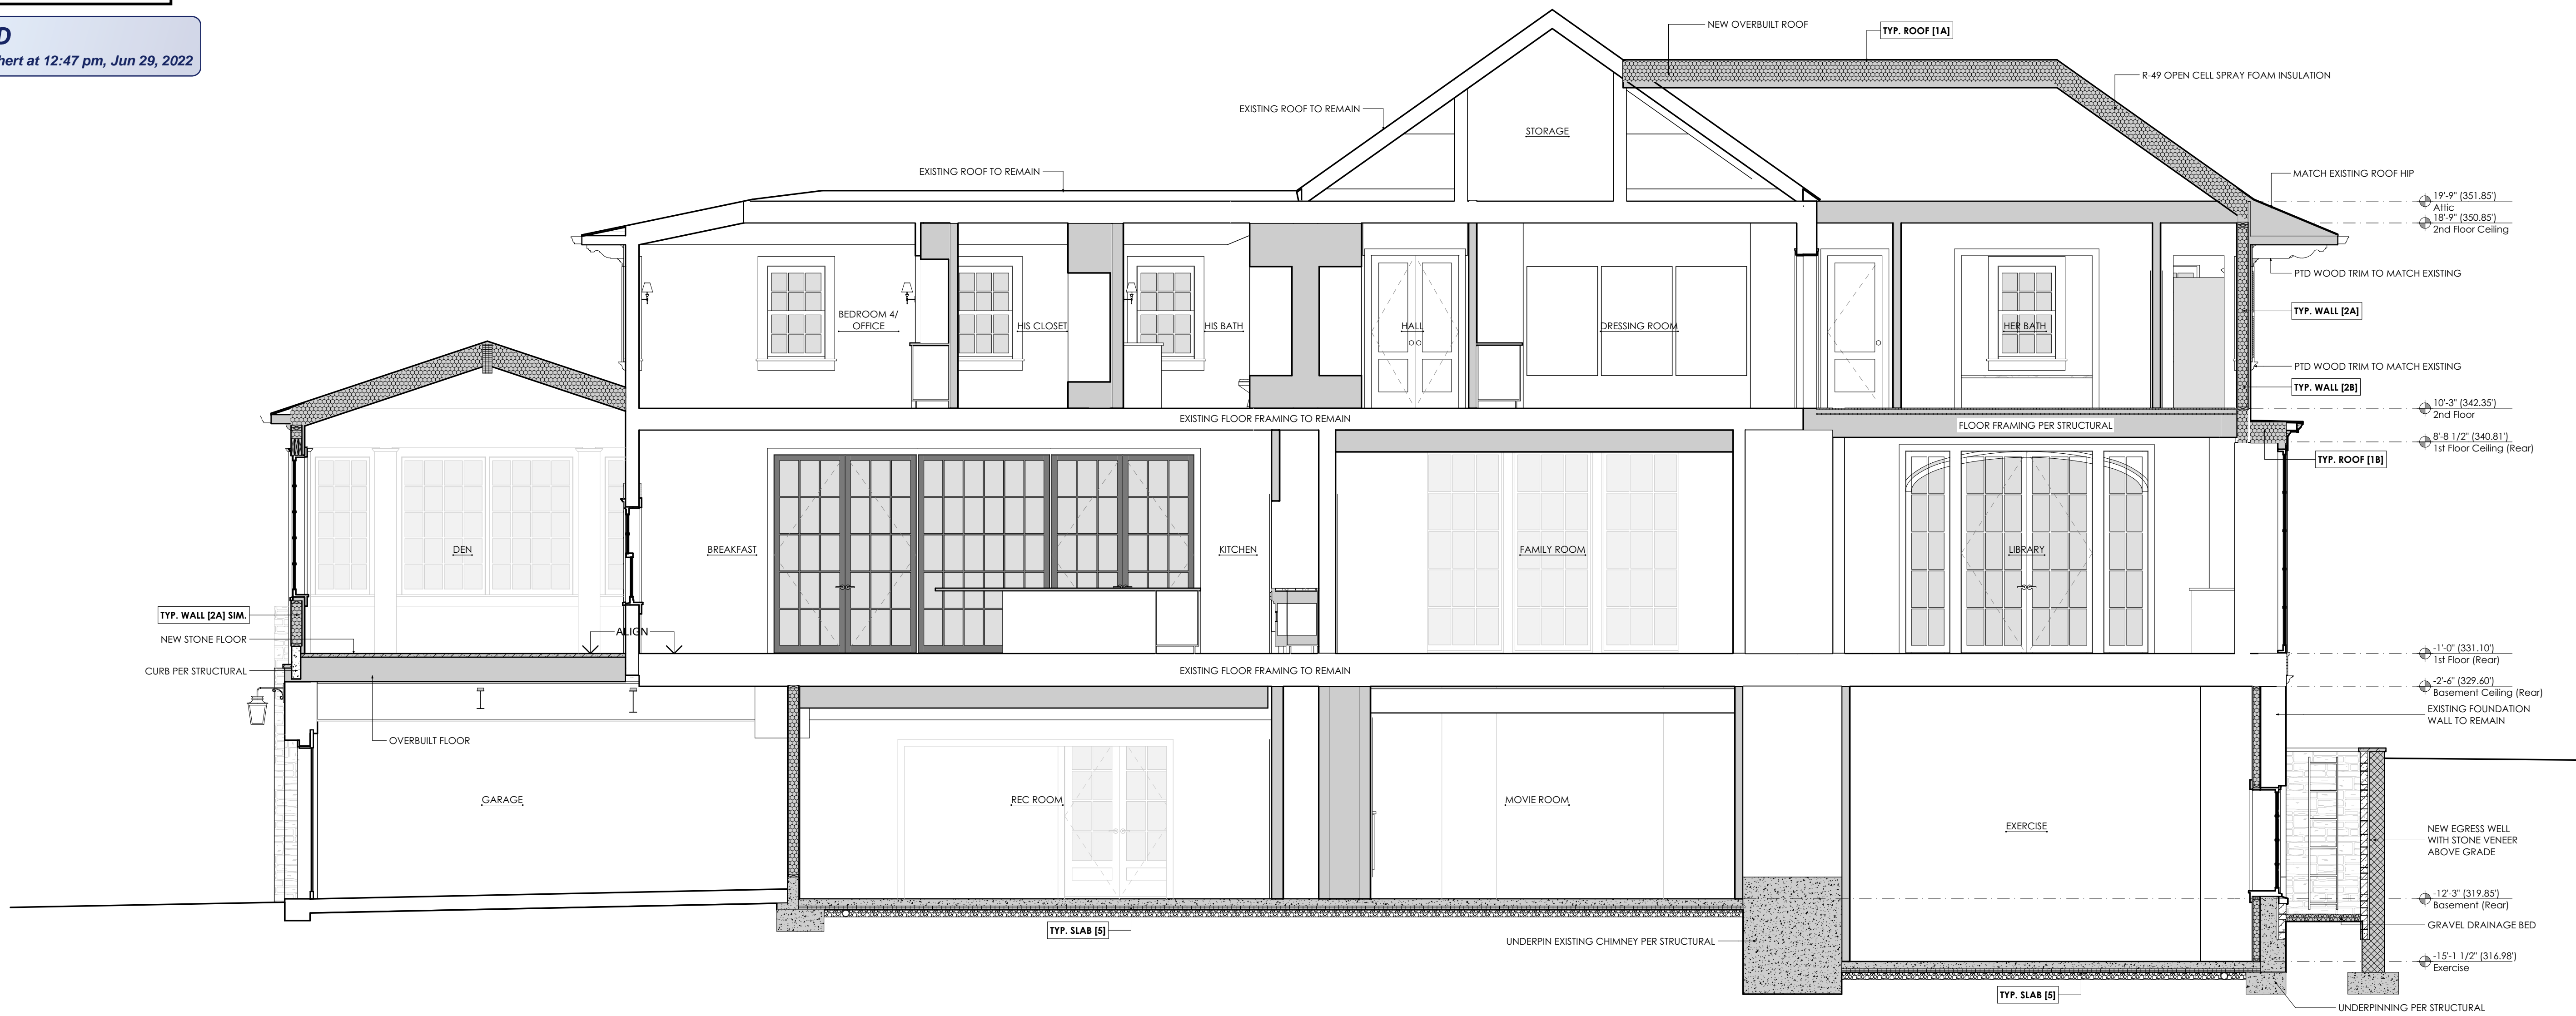 D
hert at 12:47 pm, Jun 29, 2022
NEW OVERBUILT ROOF
TYP. ROOF [1A]
R-49 OPEN CELL SPRAY FOAM INSULATION
EXISTING ROOF TO REMAIN
STORAGE
EXISTING ROOF TO REMAIN
MATCH EXISTING ROOF HIP
19'-9" (351.85')
Attic
18'-9" (350.85')
2nd Floor Ceiling
PTD WOOD TRIM TO MATCH EXISTING
TYP. WALL [2A]
BEDROOM 4/
OFFICE
HIS CLOSET
HIS BATH
HALL
DRESSING ROOM
HER BATH
PTD WOOD TRIM TO MATCH EXISTING
TYP. WALL [2B]
10'-3" (342.35')
2nd Floor
EXISTING FLOOR FRAMING TO REMAIN
FLOOR FRAMING PER STRUCTURAL
8'-8 1/2" (340.81')
1st Floor Ceiling (Rear)
TYP. ROOF [1B]
DEN
BREAKFAST
KITCHEN
FAMILY ROOM
LIBRARY
TYP. WALL [2A] SIM.
NEW STONE FLOOR
ALIGN
CURB PER STRUCTURAL
EXISTING FLOOR FRAMING TO REMAIN
-1'-0" (331.10')
1st Floor (Rear)
-2'-6" (329.60')
Basement Ceiling (Rear)
EXISTING FOUNDATION
WALL TO REMAIN
OVERBUILT FLOOR
GARAGE
REC ROOM
MOVIE ROOM
EXERCISE
NEW EGRESS WELL
WITH STONE VENEER
ABOVE GRADE
-12'-3" (319.85')
Basement (Rear)
GRAVEL DRAINAGE BED
TYP. SLAB [5]
UNDERPIN EXISTING CHIMNEY PER STRUCTURAL
-15'-1 1/2" (316.98')
Exercise
TYP. SLAB [5]
UNDERPINNING PER STRUCTURAL